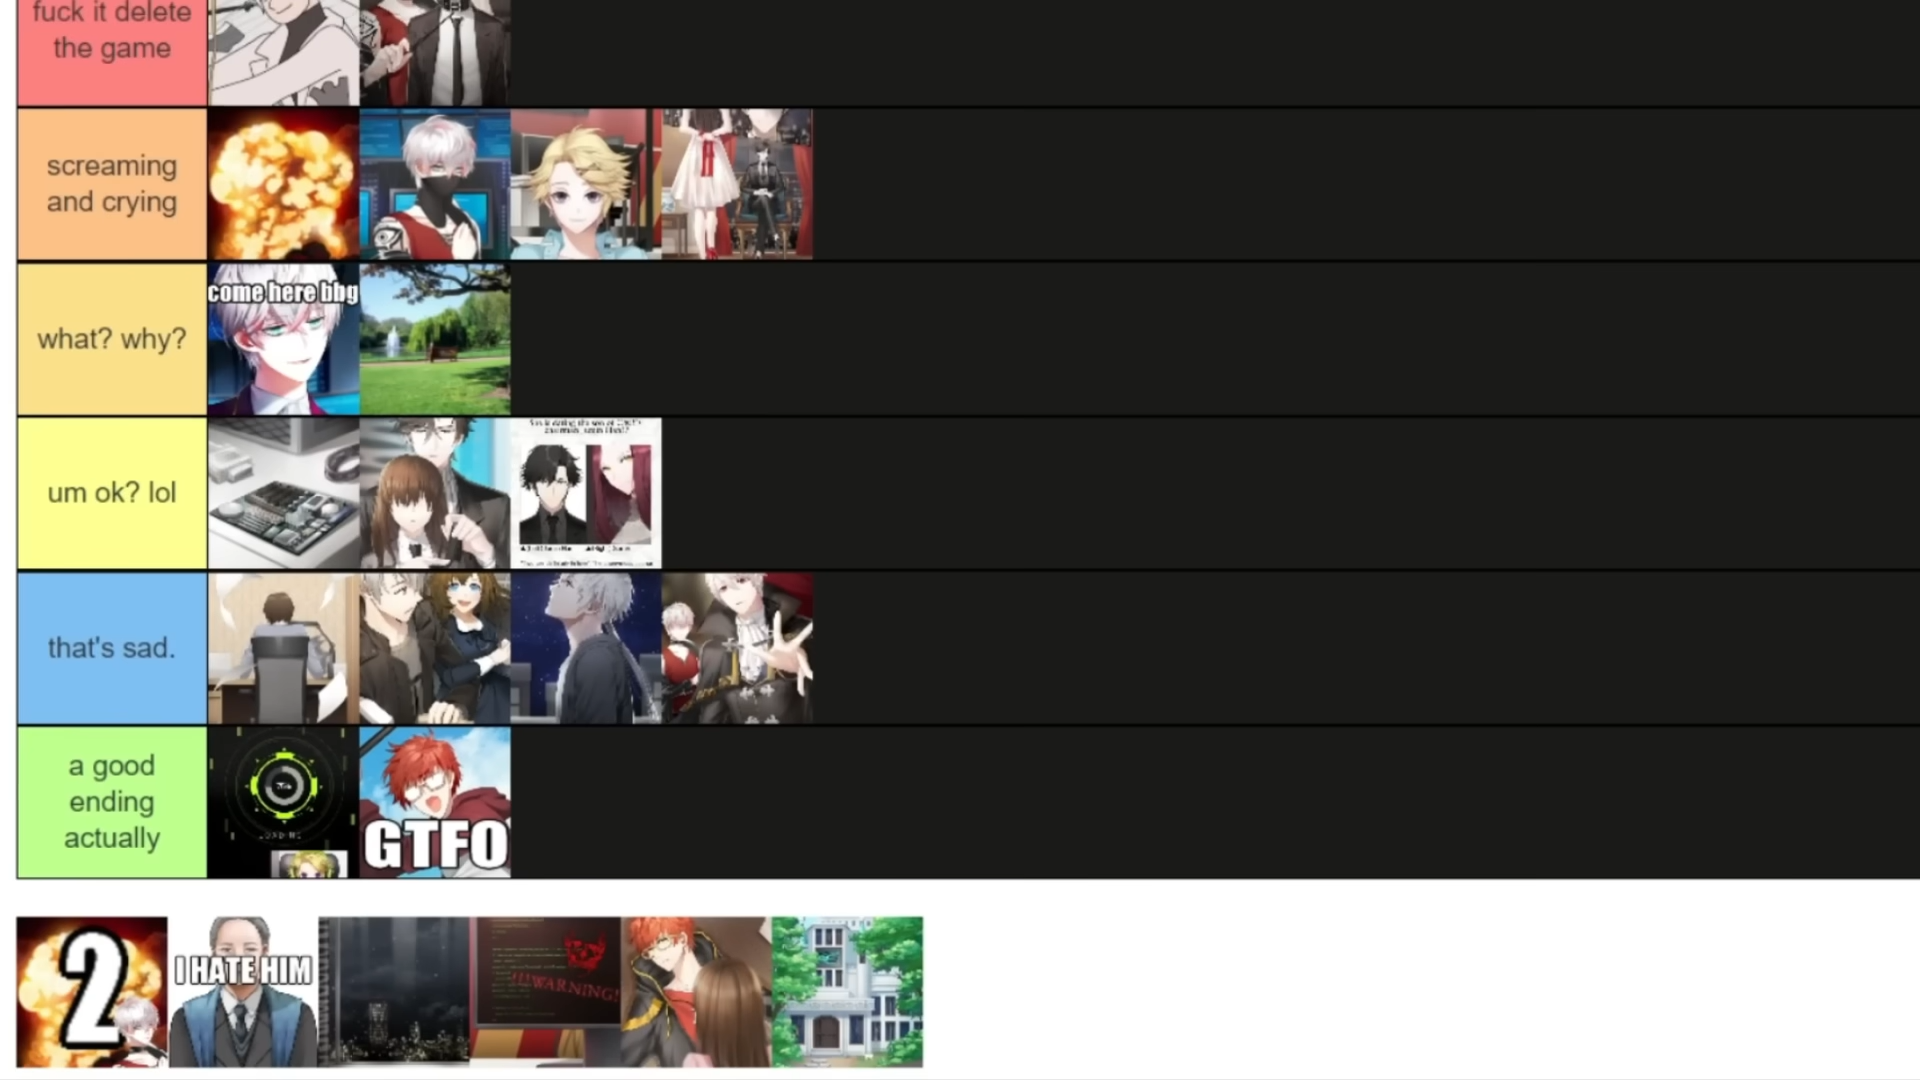 fuck it delete
the game
screaming
and crying
come here bbg
what? why?
um ok? lol
that's sad.
a good
ending
actually
GTFO
2
I HATE HIM
!!!WARNING!